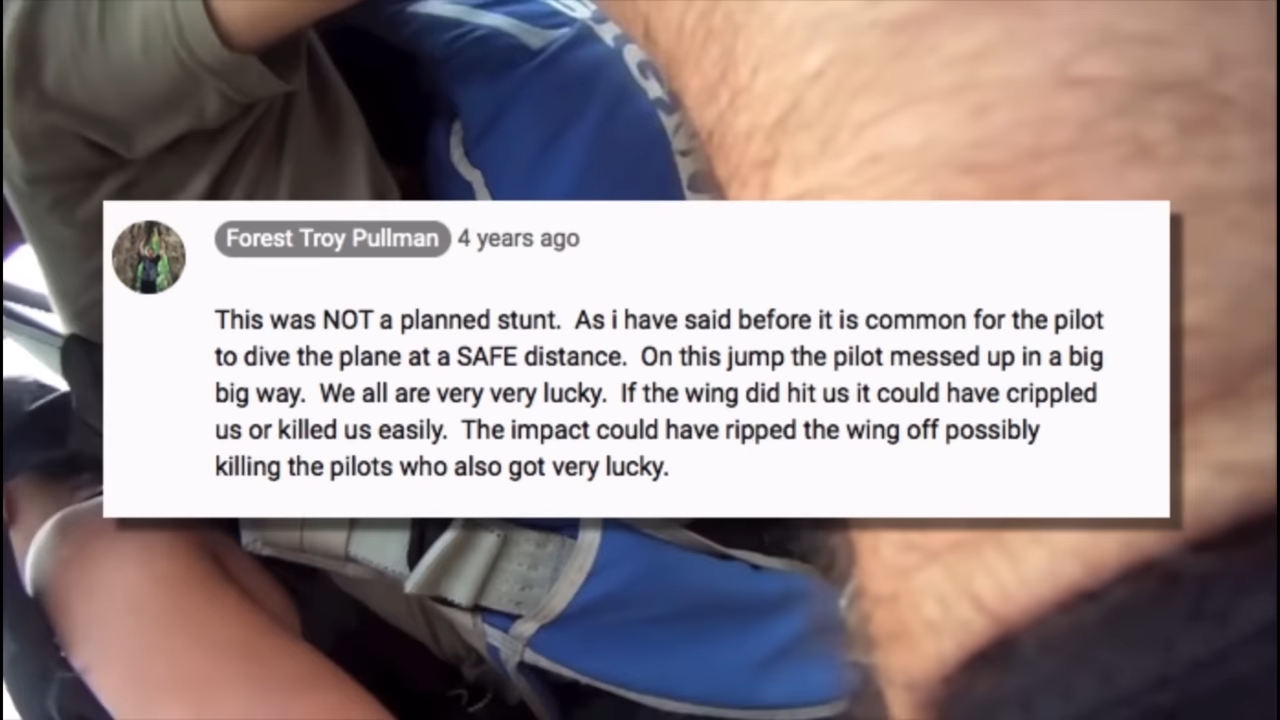 Forest Troy Pullman 4 years ago
This was NOT a planned stunt.  As i have said before it is common for the pilot
to dive the plane at a SAFE distance.  On this jump the pilot messed up in a big
big way.  We all are very very lucky.  If the wing did hit us it could have crippled
us or killed us easily.  The impact could have ripped the wing off possibly
killing the pilots who also got very lucky.